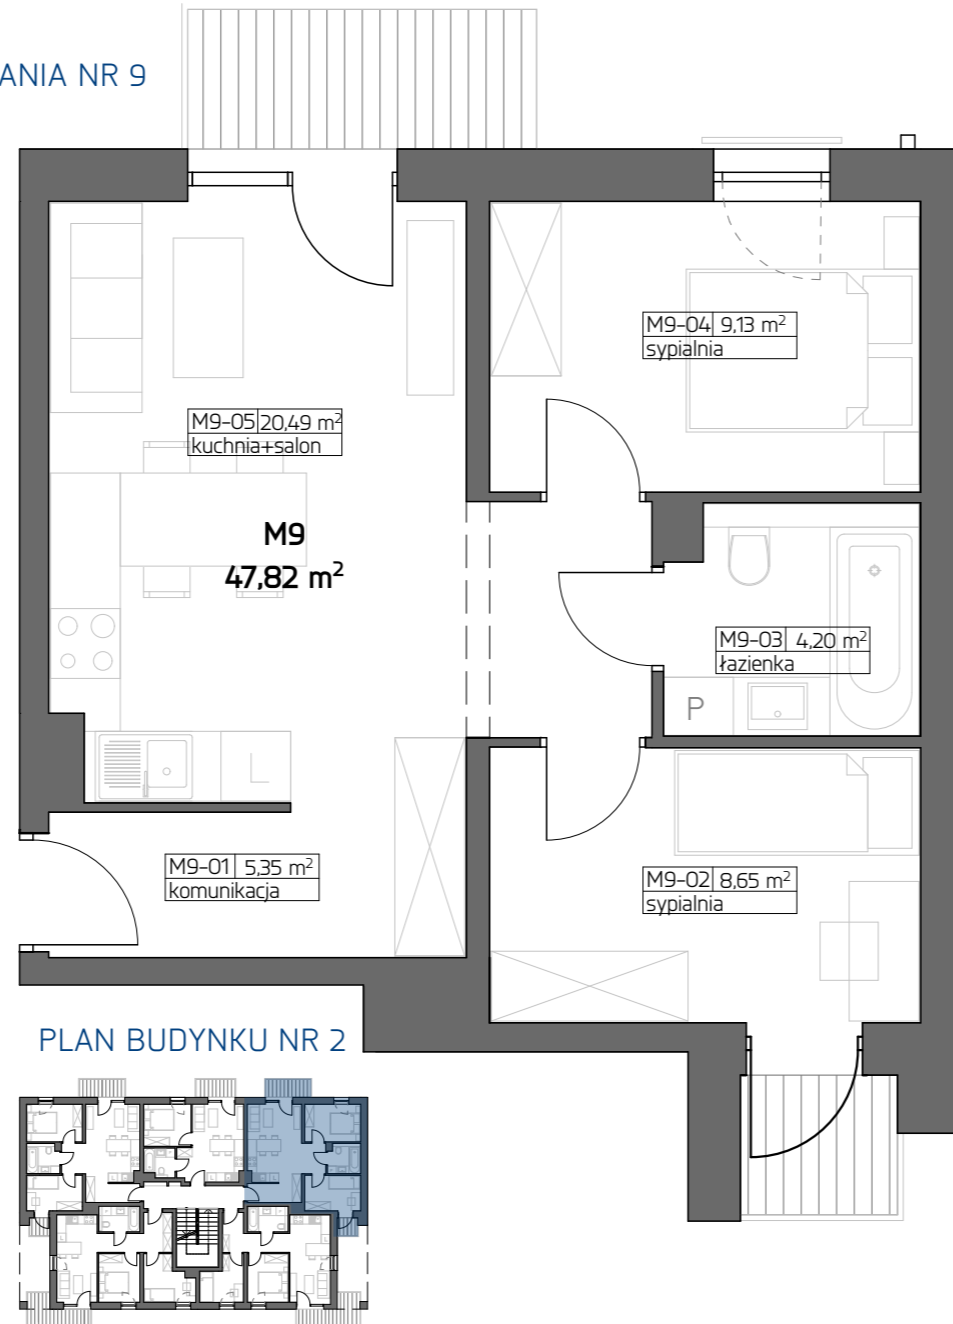 ANIA NR 9
M9-04 9,13 m²
sypialnia
M9-05 20,49 m²
kuchnia+salon
M9
47,82 m²
M9-03 4,20 m²
łazienka
P
L
M9-01 5,35 m²
komunikacja
M9-02 8,65 m²
sypialnia
PLAN BUDYNKU NR 2